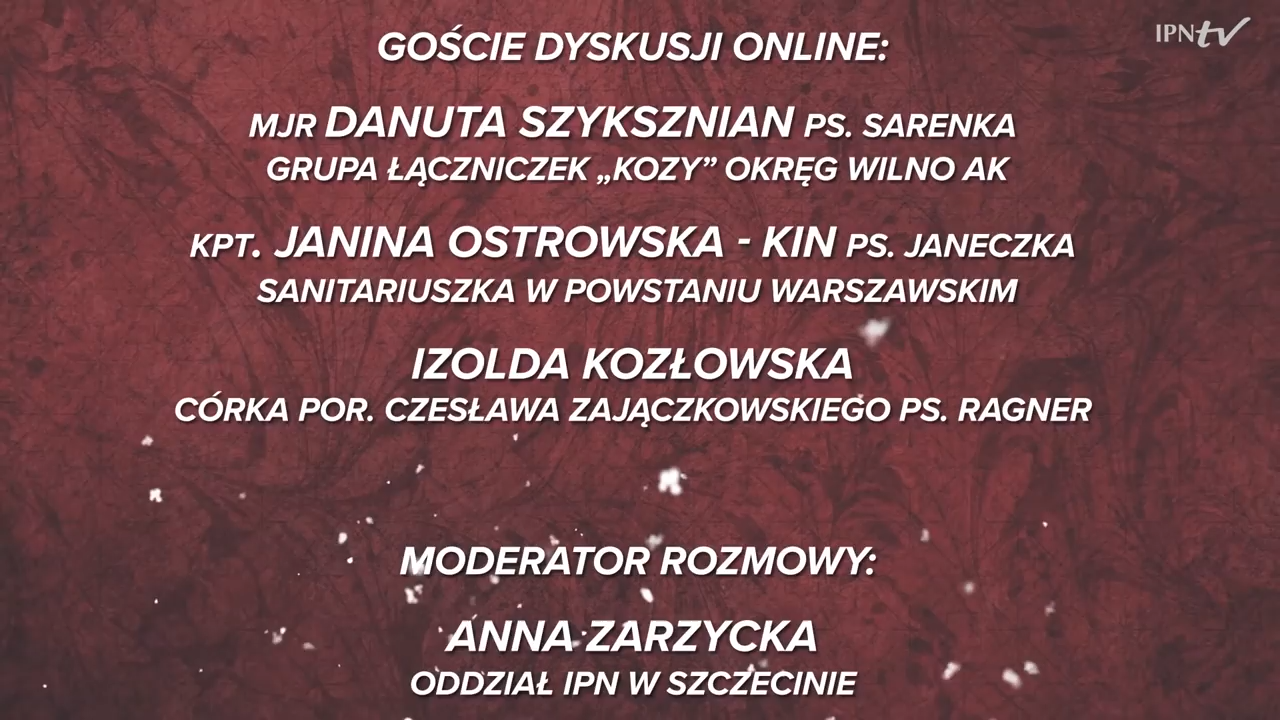 IPNtv
GOŚCIE DYSKUSJI ONLINE:
MJR DANUTA SZYKSZNIAN PS. SARENKA
GRUPA ŁĄCZNICZEK „KOZY” OKRĘG WILNO AK
KPT. JANINA OSTROWSKA - KIN PS. JANECZKA
SANITARIUSZKA W POWSTANIU WARSZAWSKIM
IZOLDA KOZŁOWSKA
CÓRKA POR. CZESŁAWA ZAJĄCZKOWSKIEGO PS. RAGNER
MODERATOR ROZMOWY:
ANNA ZARZYCKA
ODDZIAŁ IPN W SZCZECINIE